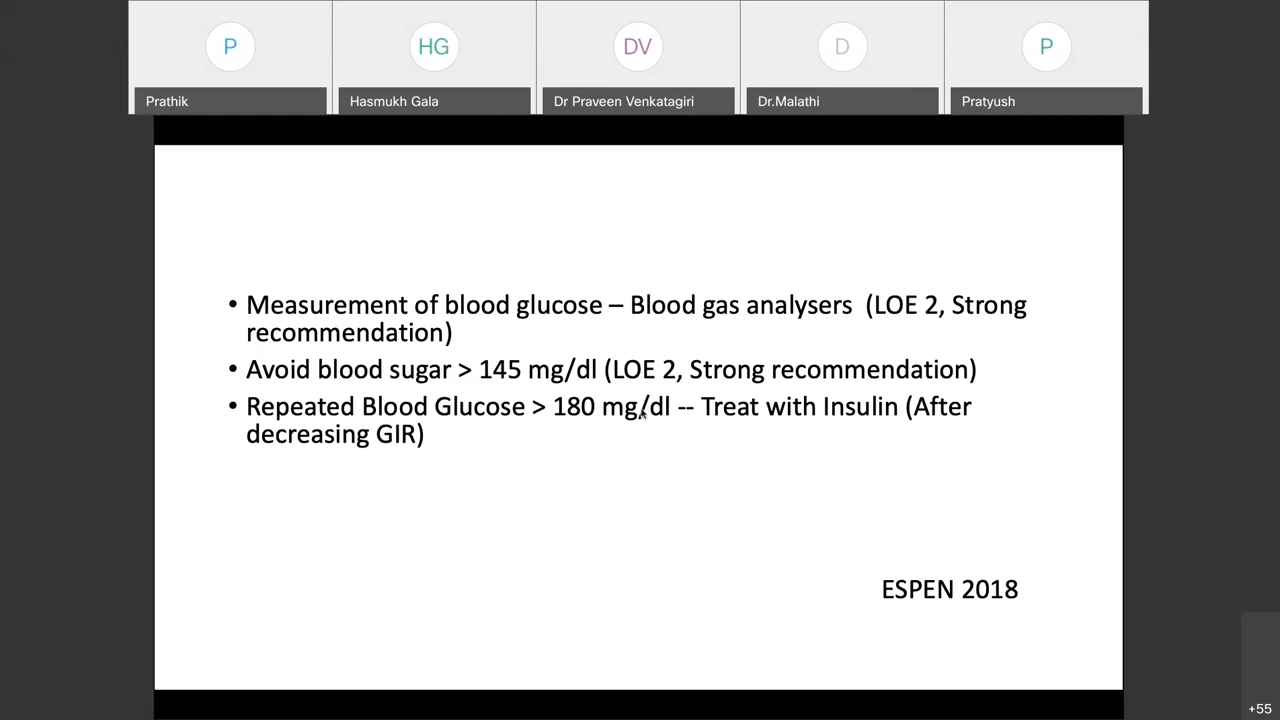 P
HG
DV
D
P
Prathik
Hasmukh Gala
Dr Praveen Venkatagiri
Dr.Malathi
Pratyush
• Measurement of blood glucose – Blood gas analysers (LOE 2, Strong
recommendation)
• Avoid blood sugar > 145 mg/dl (LOE 2, Strong recommendation)
• Repeated Blood Glucose > 180 mg/dl -- Treat with Insulin (After
decreasing GIR)
ESPEN 2018
+55